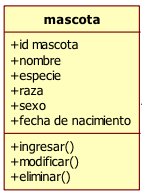 mascota
+id mascota
+nombre
+especie
+raza
+sexo
+fecha de nacimiento
+ingresar()
+modificar()
+eliminar()